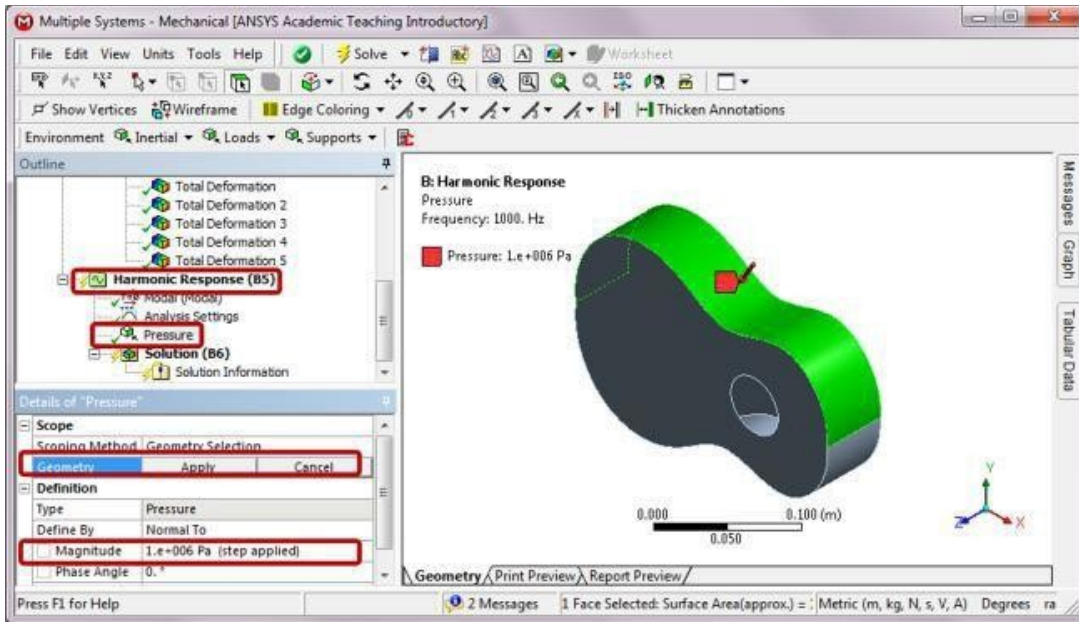 Multiple Systems - Mechanical [ANSYS Academic Teaching Introductory]
File Edit View Units Tools Help Solve Worksheet
Show Vertices Wireframe Edge Coloring Thicken Annotations
Environment Inertial Loads Supports
Outline
Total Deformation
Total Deformation 2
Total Deformation 3
Total Deformation 4
Total Deformation 5
Harmonic Response (B5)
Modal (Modal)
Analysis Settings
Pressure
Solution (B6)
Solution Information
Details of "Pressure"
Scope
Scoping Method Geometry Selection
Geometry Apply Cancel
Definition
Type Pressure
Define By Normal To
Magnitude 1.e+006 Pa (step applied)
Phase Angle 0. °
B: Harmonic Response
Pressure
Frequency: 1000. Hz
Pressure: 1.e+006 Pa
0.000 0.100 (m)
0.050
Y
Z X
Geometry Print Preview Report Preview
Messages
Graph
Tabular Data
Press F1 for Help 2 Messages 1 Face Selected: Surface Area(approx.) = Metric (m, kg, N, s, V, A) Degrees ra